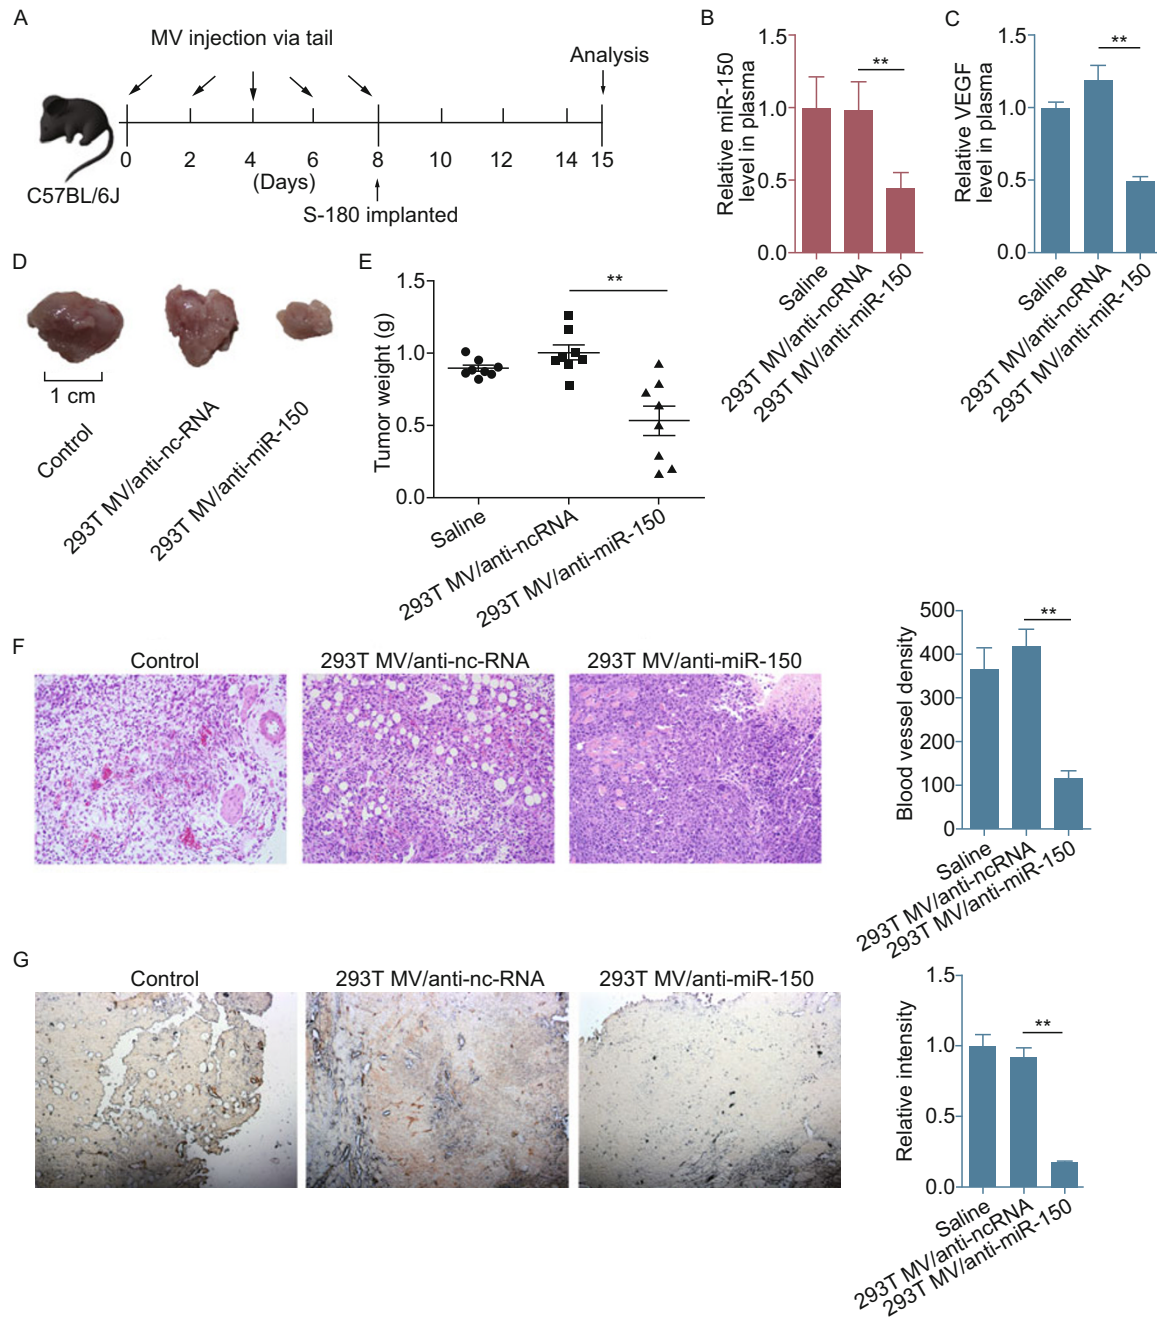 A
MV injection via tail
Analysis
0 2 4 6 8 10 12 14 15
(Days)
C57BL/6J
S-180 implanted
B
Relative miR-150
level in plasma
1.5
1.0
0.5
0.0
**
Saline
293T MV/anti-ncRNA
293T MV/anti-miR-150
C
Relative VEGF
level in plasma
1.5
1.0
0.5
0.0
**
Saline
293T MV/anti-ncRNA
293T MV/anti-miR-150
D
1 cm
Control
293T MV/anti-nc-RNA
293T MV/anti-miR-150
E
Tumor weight (g)
1.5
1.0
0.5
0.0
**
Saline
293T MV/anti-ncRNA
293T MV/anti-miR-150
F
Control
293T MV/anti-nc-RNA
293T MV/anti-miR-150
Blood vessel density
500
400
300
200
100
0
**
Saline
293T MV/anti-ncRNA
293T MV/anti-miR-150
G
Control
293T MV/anti-nc-RNA
293T MV/anti-miR-150
Relative intensity
1.5
1.0
0.5
0.0
**
Saline
293T MV/anti-ncRNA
293T MV/anti-miR-150